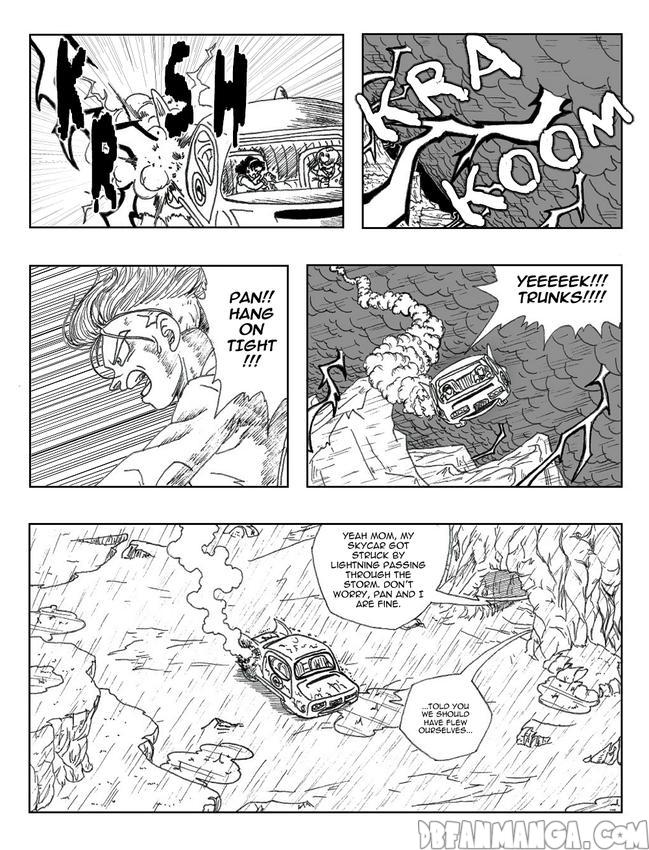 KRSH
KRA
KOOM
PAN!!
HANG
ON
TIGHT
!!!
YEEEEEK!!!
TRUNKS!!!!
YEAH MOM, MY
SKYCAR GOT
STRUCK BY
LIGHTNING PASSING
THROUGH THE
STORM. DON'T
WORRY, PAN AND I
ARE FINE.
...TOLD YOU
WE SHOULD
HAVE FLEW
OURSELVES...
DBFANMANGA.COM